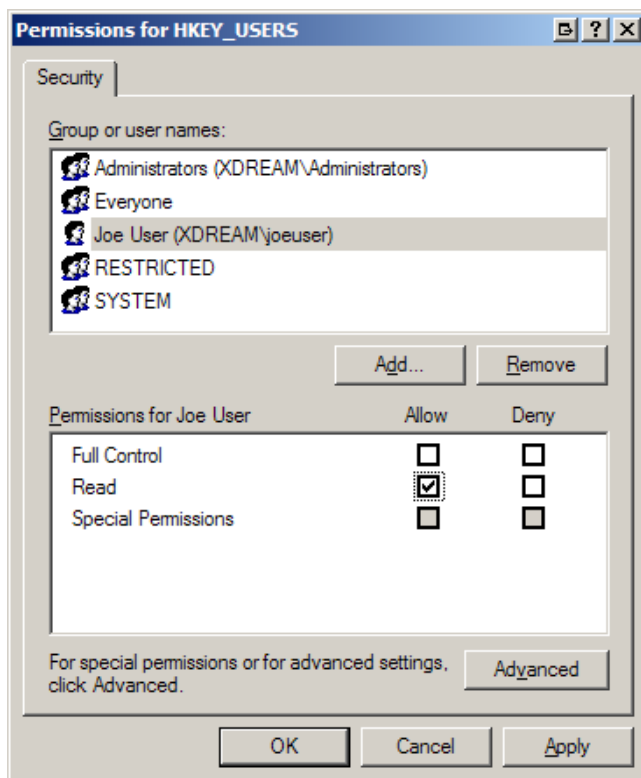 Permissions for HKEY_USERS
Security
Group or user names:
Administrators (XDREAM\Administrators)
Everyone
Joe User (XDREAM\joeuser)
RESTRICTED
SYSTEM
Add... Remove
Permissions for Joe User Allow Deny
Full Control
Read
Special Permissions
For special permissions or for advanced settings, Advanced
click Advanced.
OK Cancel Apply